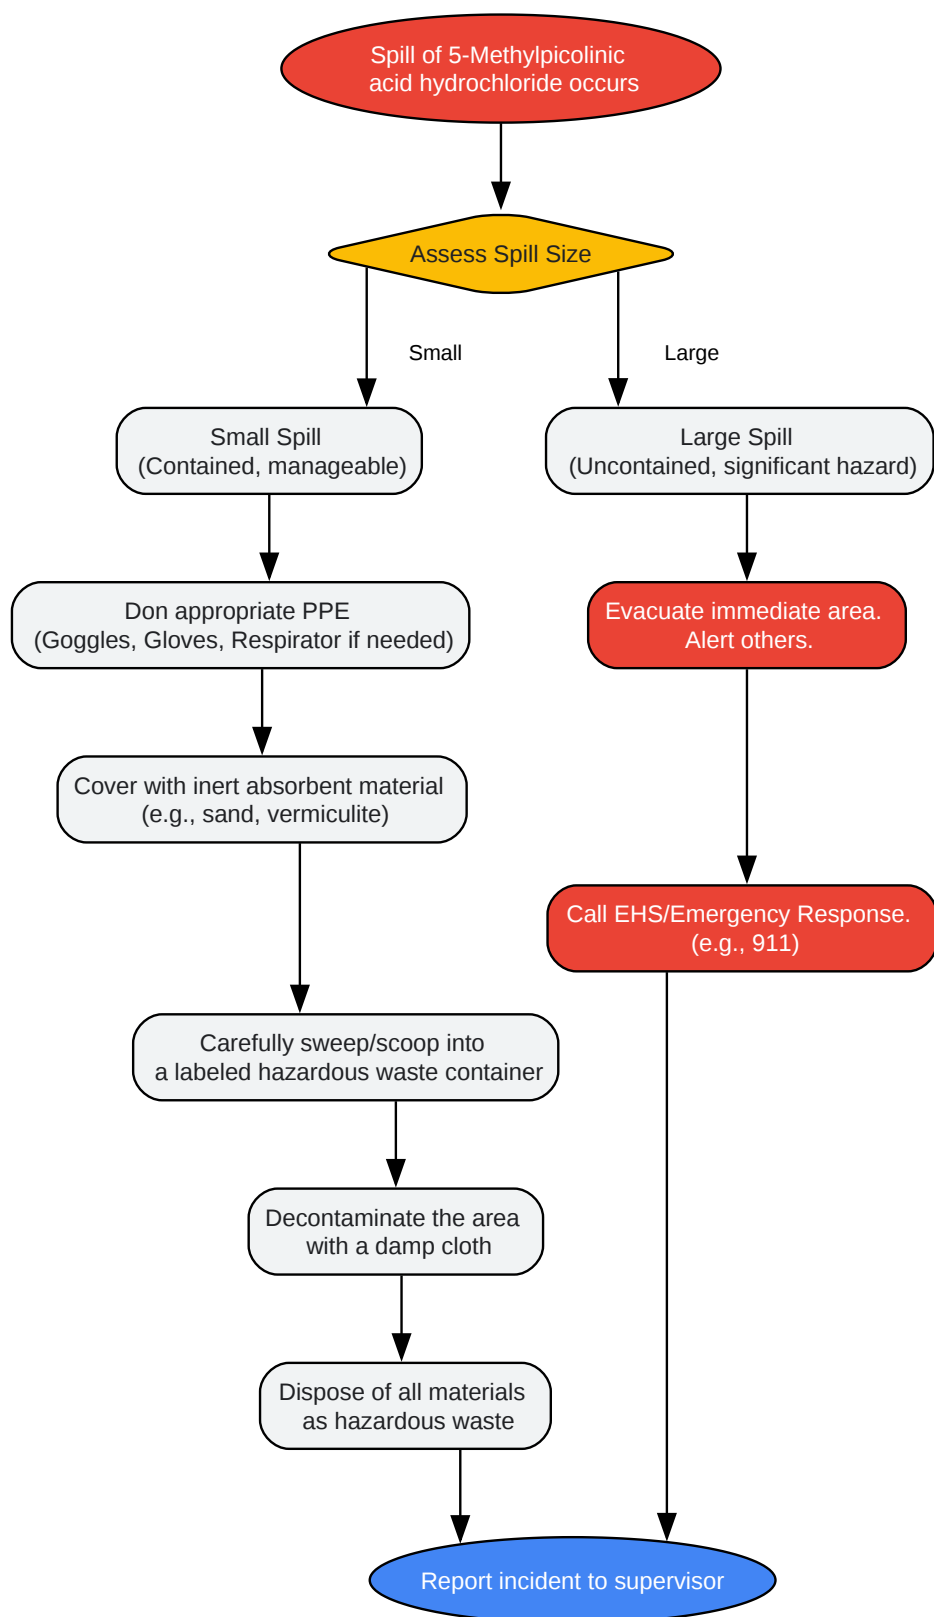 Spill of 5-Methylpicolinic
acid hydrochloride occurs
Assess Spill Size
Small
Large
Small Spill
(Contained, manageable)
Large Spill
(Uncontained, significant hazard)
Don appropriate PPE
(Goggles, Gloves, Respirator if needed)
Evacuate immediate area.
Alert others.
Cover with inert absorbent material
(e.g., sand, vermiculite)
Call EHS/Emergency Response.
(e.g., 911)
Carefully sweep/scoop into
a labeled hazardous waste container
Decontaminate the area
with a damp cloth
Dispose of all materials
as hazardous waste
Report incident to supervisor